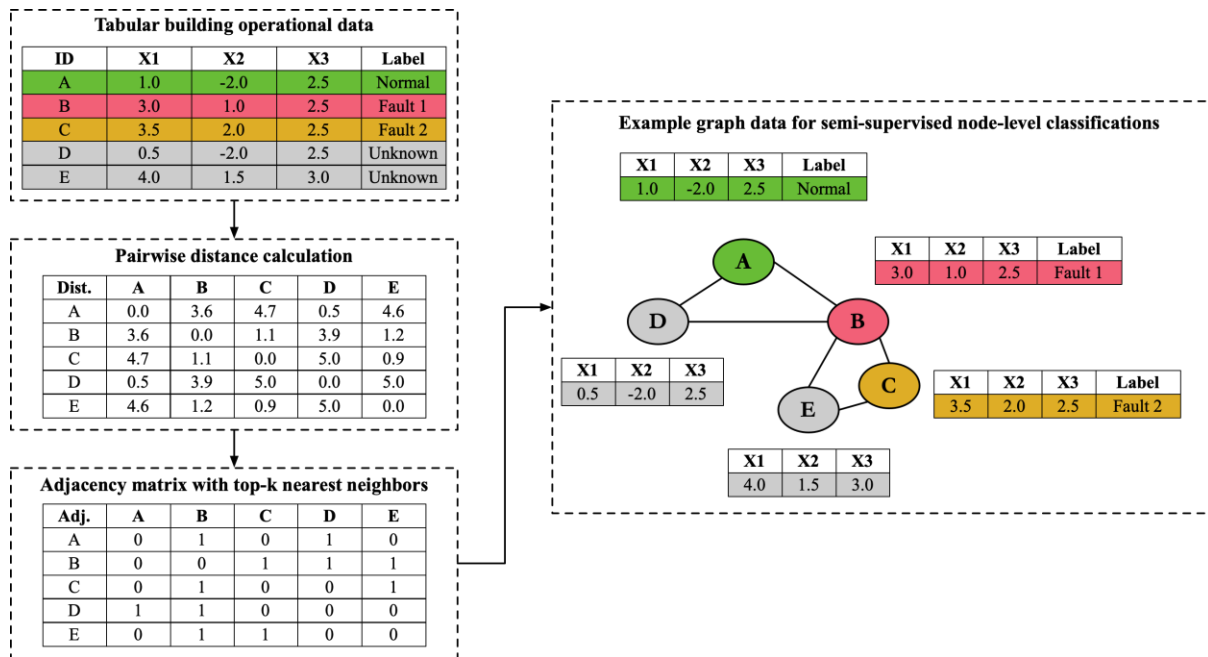 Tabular building operational data
ID X1 X2 X3 Label
A 1.0 -2.0 2.5 Normal
B 3.0 1.0 2.5 Fault 1
C 3.5 2.0 2.5 Fault 2
D 0.5 -2.0 2.5 Unknown
E 4.0 1.5 3.0 Unknown
Pairwise distance calculation
Dist. A B C D E
A 0.0 3.6 4.7 0.5 4.6
B 3.6 0.0 1.1 3.9 1.2
C 4.7 1.1 0.0 5.0 0.9
D 0.5 3.9 5.0 0.0 5.0
E 4.6 1.2 0.9 5.0 0.0
Adjacency matrix with top-k nearest neighbors
Adj. A B C D E
A 0 1 0 1 0
B 0 0 1 1 1
C 0 1 0 0 1
D 1 1 0 0 0
E 0 1 1 0 0
Example graph data for semi-supervised node-level classifications
X1 X2 X3 Label
1.0 -2.0 2.5 Normal
A
X1 X2 X3 Label
3.0 1.0 2.5 Fault 1
D
B
X1 X2 X3
0.5 -2.0 2.5
C
X1 X2 X3 Label
3.5 2.0 2.5 Fault 2
E
X1 X2 X3
4.0 1.5 3.0